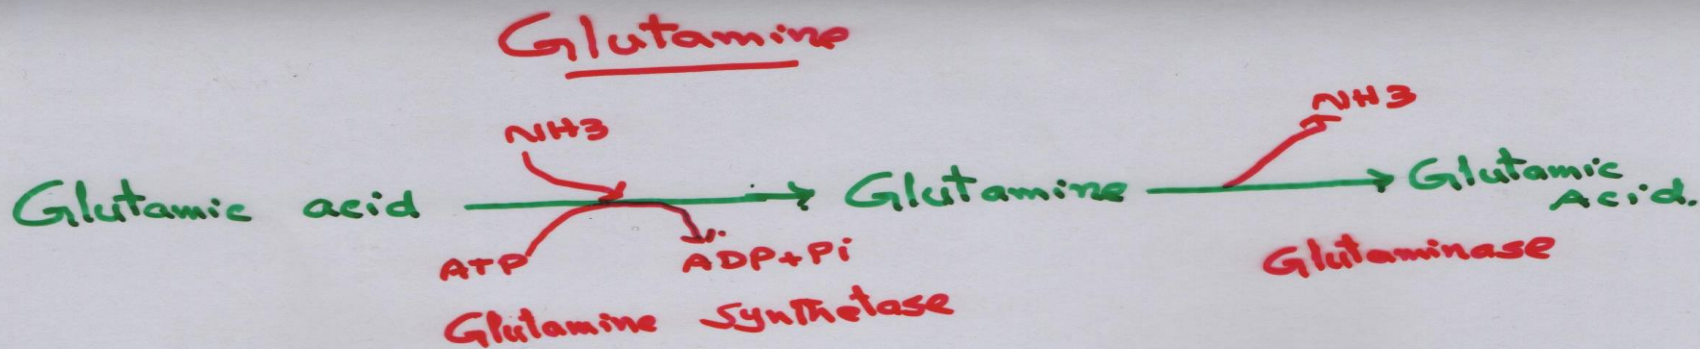 Glutamine
NH3
NH3
Glutamic acid
Glutamine
Glutamic
Acid.
ATP
ADP+Pi
Glutaminase
Glutamine Synthetase